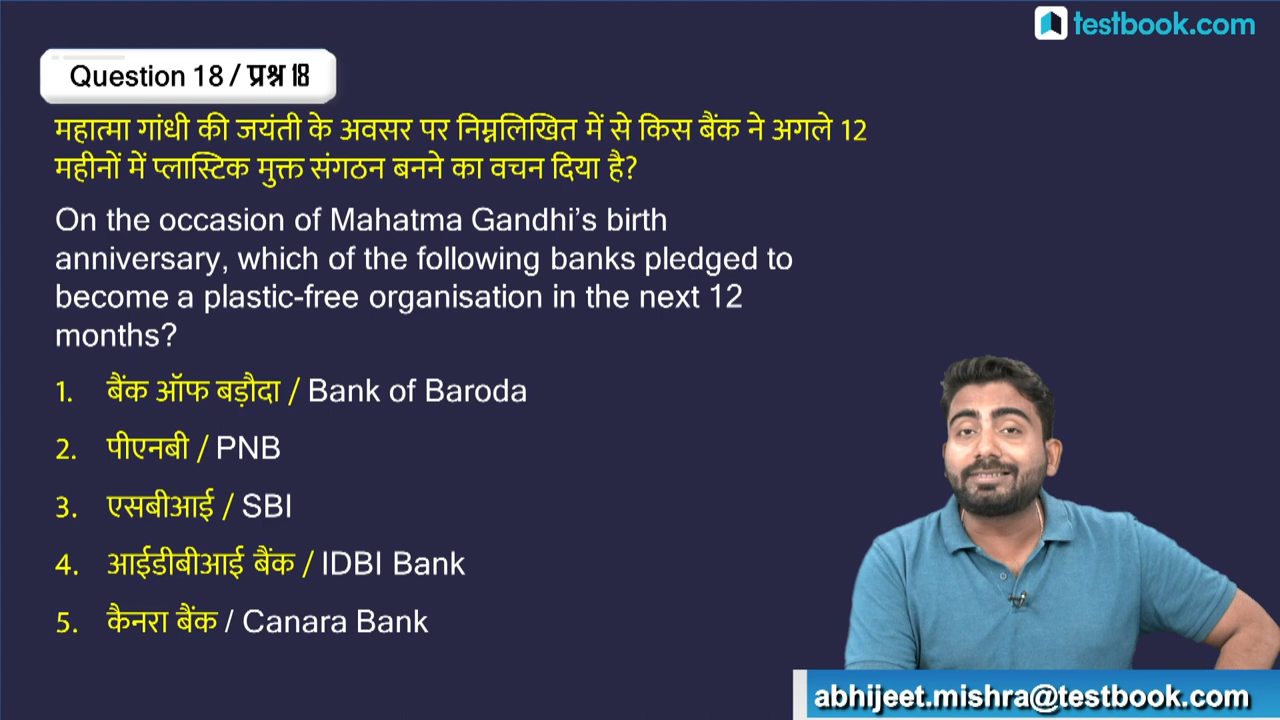 testbook.com
Question 18 / प्रश्न 18
महात्मा गांधी की जयंती के अवसर पर निम्नलिखित में से किस बैंक ने अगले 12
महीनों में प्लास्टिक मुक्त संगठन बनने का वचन दिया है?
On the occasion of Mahatma Gandhi’s birth
anniversary, which of the following banks pledged to
become a plastic-free organisation in the next 12
months?
1. बैंक ऑफ बड़ौदा / Bank of Baroda
2. पीएनबी / PNB
3. एसबीआई / SBI
4. आईडीबीआई बैंक / IDBI Bank
5. कैनरा बैंक / Canara Bank
abhijeet.mishra@testbook.com